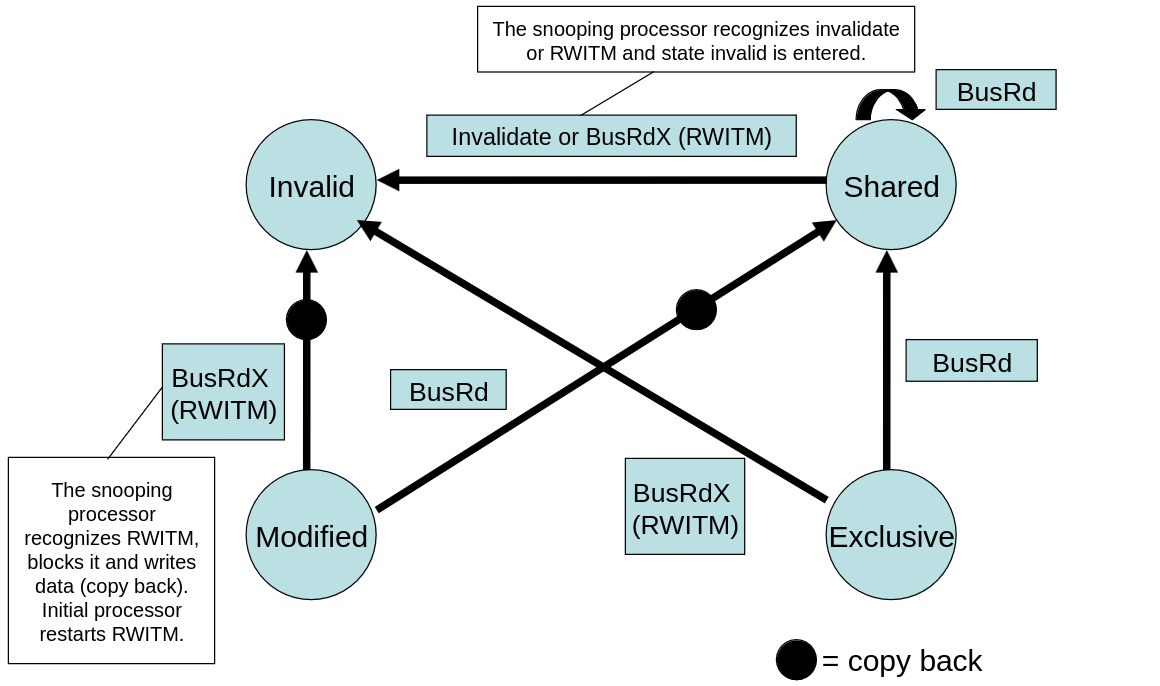 The snooping processor recognizes invalidate
or RWITM and state invalid is entered.
BusRd
Invalidate or BusRdX (RWITM)
Invalid
Shared
BusRdX
(RWITM)
BusRd
BusRd
The snooping
processor
recognizes RWITM,
blocks it and writes
data (copy back).
Initial processor
restarts RWITM.
BusRdX
(RWITM)
Modified
Exclusive
= copy back